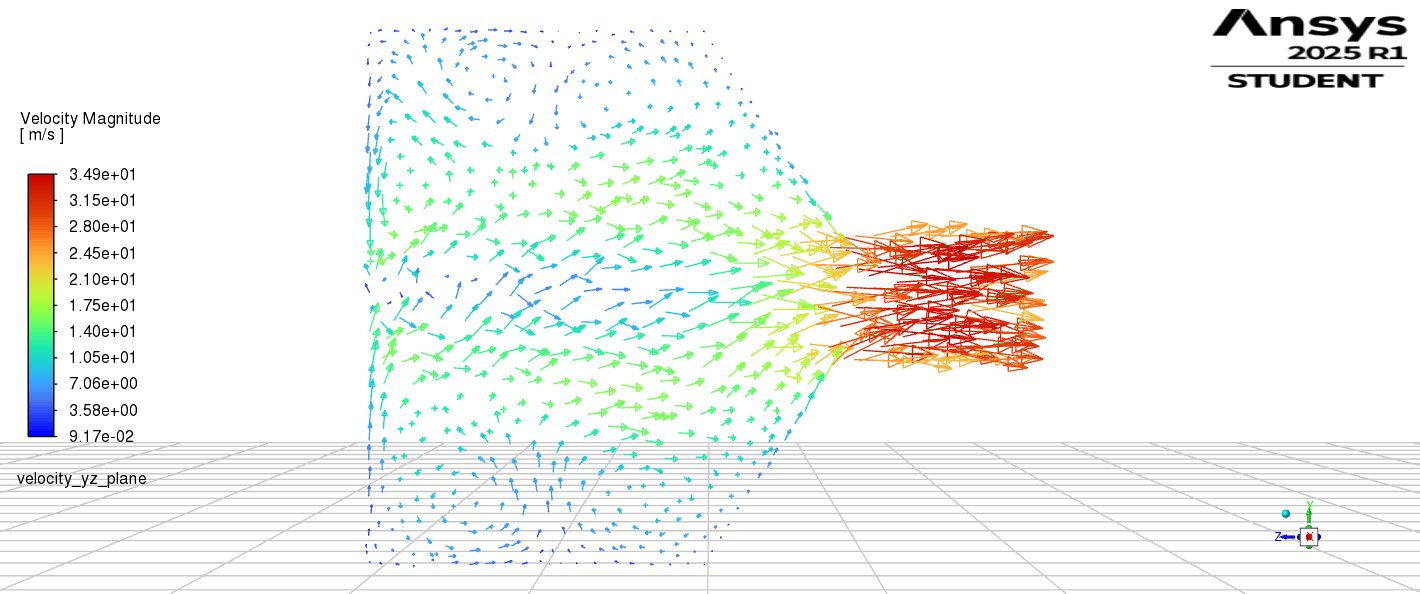 Ansys
2025 R1
STUDENT
Velocity Magnitude
[ m/s ]
3.49e+01
3.15e+01
2.80e+01
2.45e+01
2.10e+01
1.75e+01
1.40e+01
1.05e+01
7.06e+00
3.58e+00
9.17e-02
velocity_yz_plane
Y
Z
X